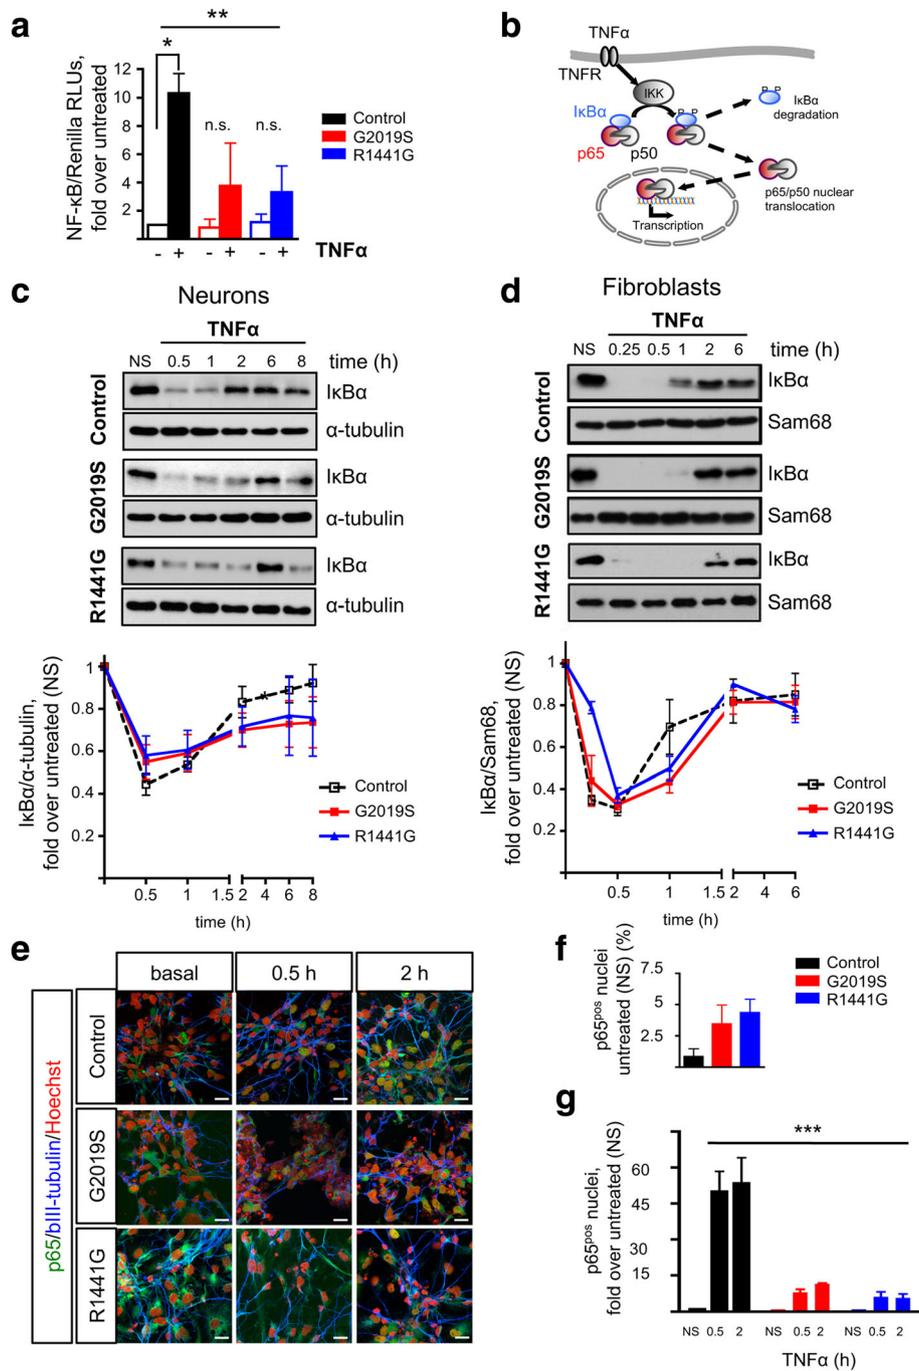 a
**
*
NF-κB/Renilla RLUs,
fold over untreated
12
10
8
6
4
2
n.s.
n.s.
- + - + - + TNFα
Control
G2019S
R1441G
b
TNFα
TNFR
IKK
IκBα
P P
P P
IκBα
degradation
p65
p50
p65/p50 nuclear
translocation
Transcription
c
Neurons
TNFα
NS 0.5 1 2 6 8 time (h)
Control
IκBα
α-tubulin
G2019S
IκBα
α-tubulin
R1441G
IκBα
α-tubulin
IκBα/α-tubulin,
fold over untreated (NS)
1
0.8
0.6
0.4
0.2
*
Control
G2019S
R1441G
0.5 1 1.5 2 4 6 8
time (h)
d
Fibroblasts
TNFα
NS 0.25 0.5 1 2 6 time (h)
Control
IκBα
Sam68
G2019S
IκBα
Sam68
R1441G
IκBα
Sam68
IκBα/Sam68,
fold over untreated (NS)
1
0.8
0.6
0.4
0.2
Control
G2019S
R1441G
0.5 1 1.5 2 4 6
time (h)
e
basal 0.5 h 2 h
p65/bIII-tubulin/Hoechst
Control
G2019S
R1441G
f
p65pos nuclei
untreated (NS) (%)
7.5
5
2.5
Control
G2019S
R1441G
g
p65pos nuclei,
fold over untreated (NS)
60
45
30
15
***
NS 0.5 2 NS 0.5 2 NS 0.5 2
TNFα (h)